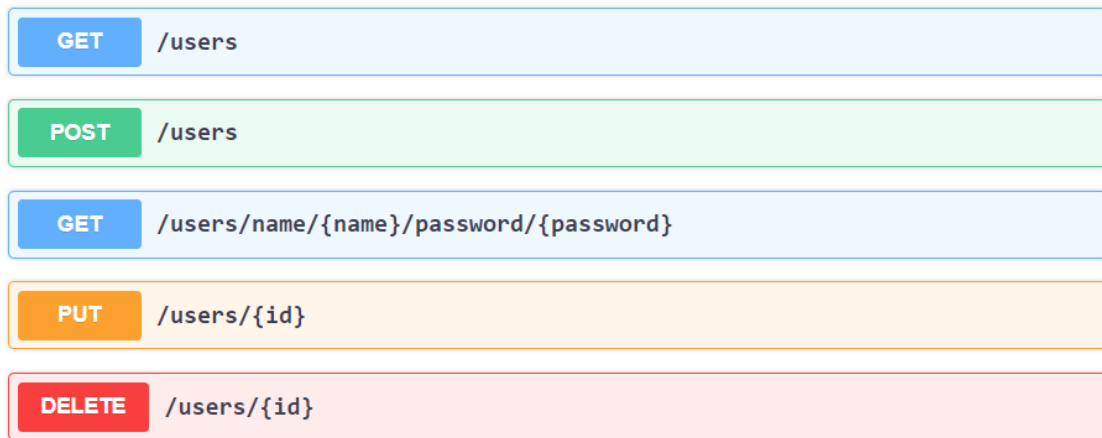 GET /users
POST /users
GET /users/name/{name}/password/{password}
PUT /users/{id}
DELETE /users/{id}